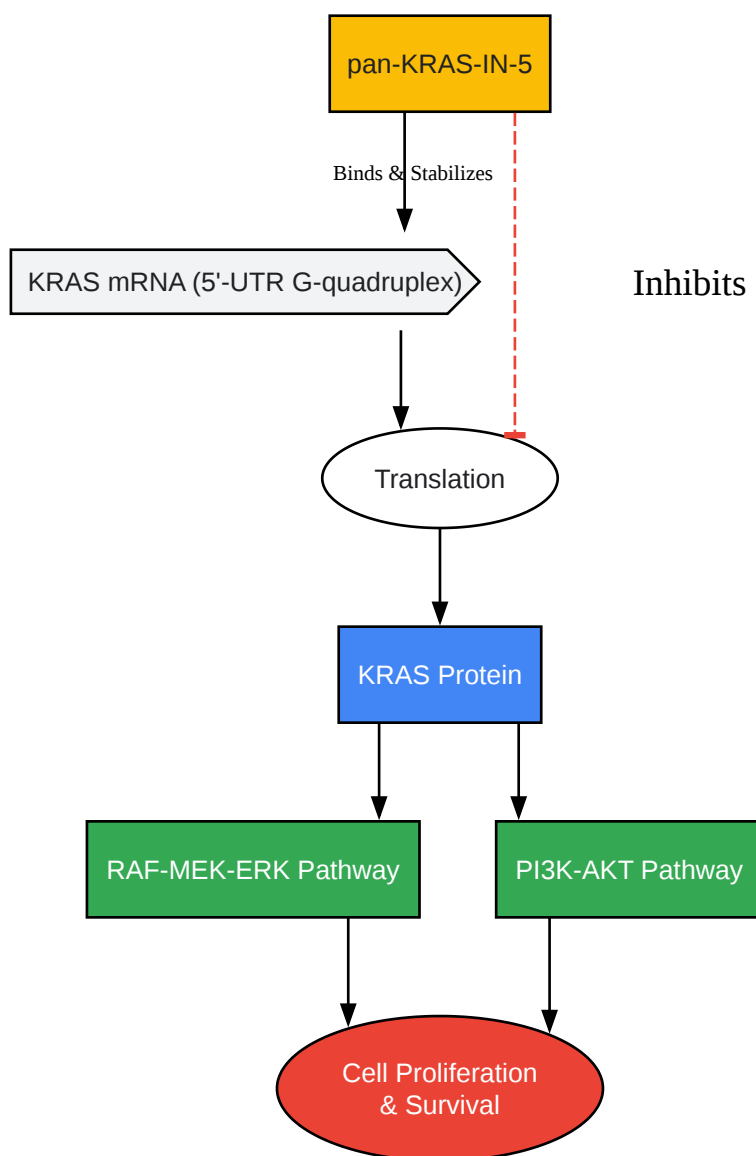 pan-KRAS-IN-5
Binds & Stabilizes
KRAS mRNA (5'-UTR G-quadruplex)
Inhibits
Translation
KRAS Protein
RAF-MEK-ERK Pathway
PI3K-AKT Pathway
Cell Proliferation
& Survival